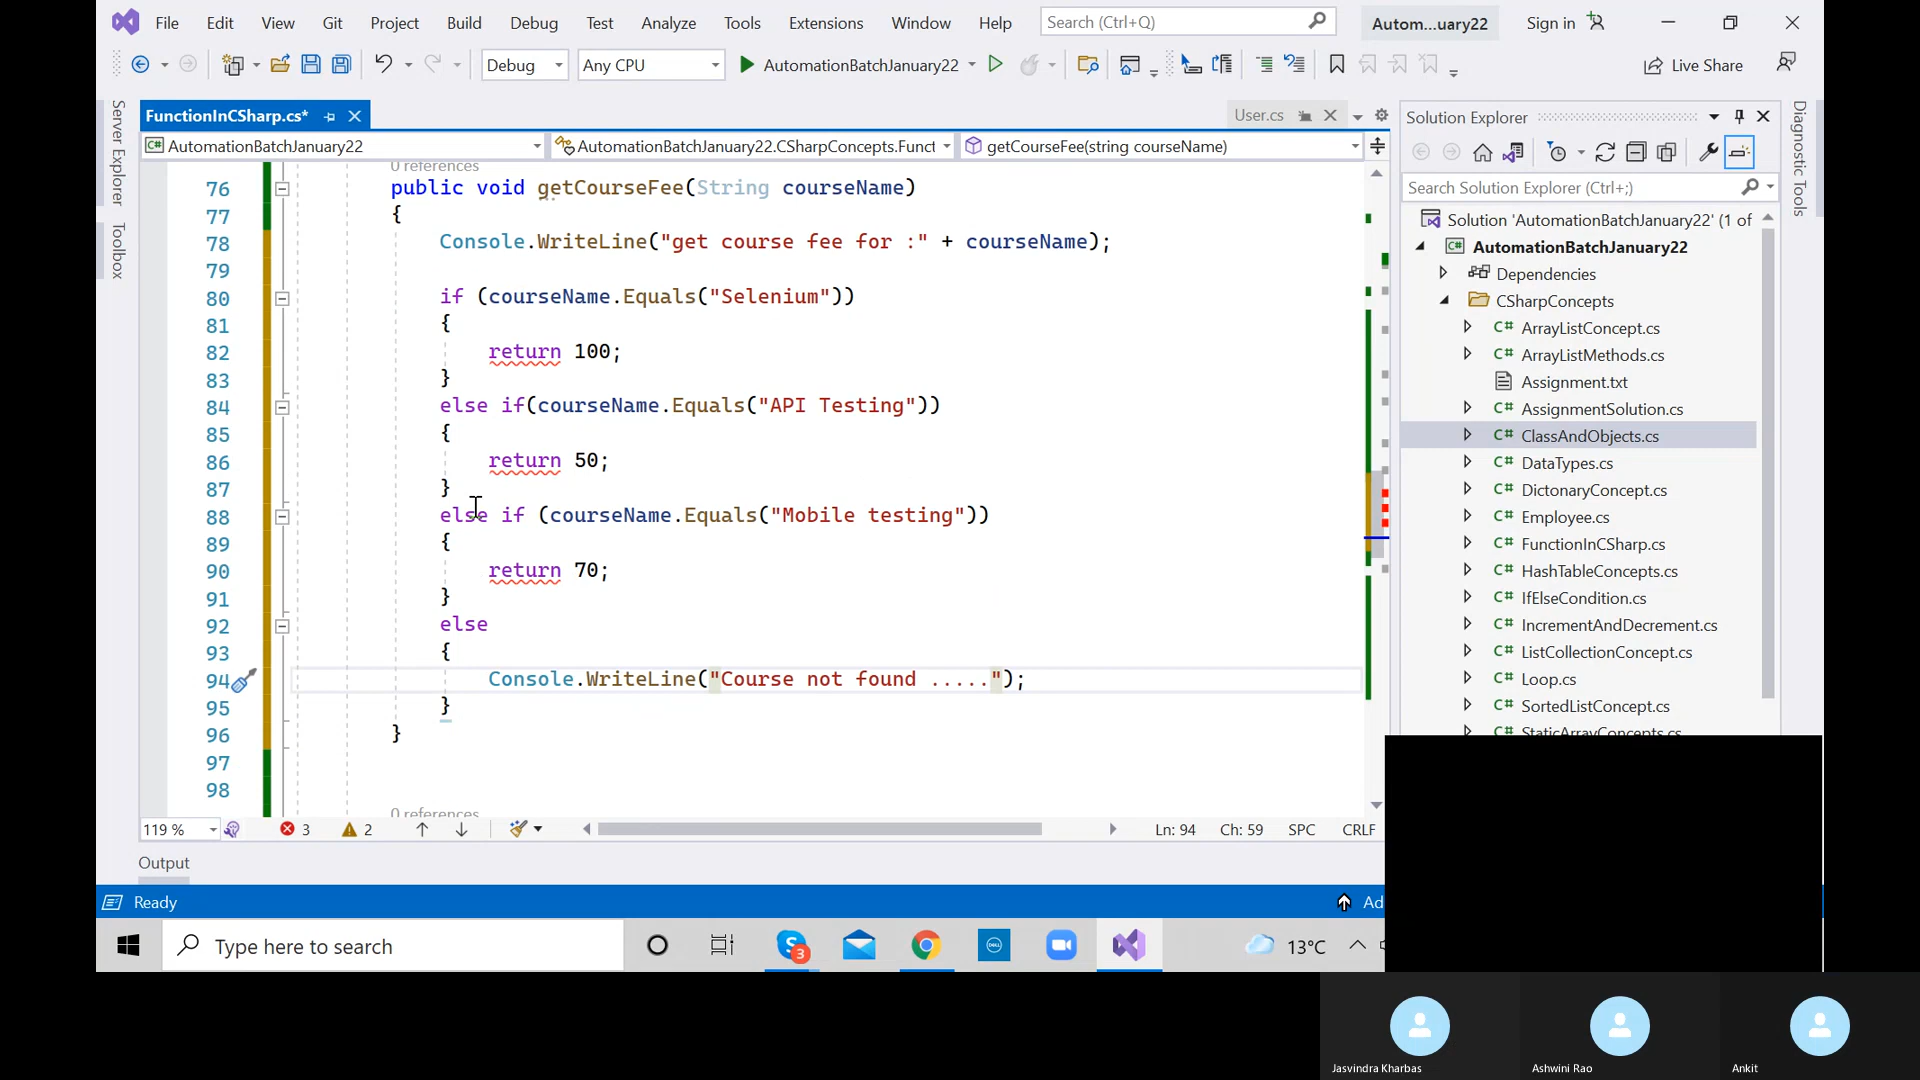 File Edit View Git Project Build Debug Test Analyze Tools Extensions Window Help Search (Ctrl+Q) Autom...uary22 Sign in
Debug Any CPU AutomationBatchJanuary22 Live Share
Server Explorer
Toolbox
FunctionInCSharp.cs* User.cs
AutomationBatchJanuary22 AutomationBatchJanuary22.CSharpConcepts.Funct getCourseFee(string courseName)
0 references
76 public void getCourseFee(String courseName)
77 {
78 Console.WriteLine("get course fee for :" + courseName);
79
80 if (courseName.Equals("Selenium"))
81 {
82 return 100;
83 }
84 else if(courseName.Equals("API Testing"))
85 {
86 return 50;
87 }
88 else if (courseName.Equals("Mobile testing"))
89 {
90 return 70;
91 }
92 else
93 {
94 Console.WriteLine("Course not found .....");
95 }
96 }
97
98
0 references
119 % 3 2 Ln: 94 Ch: 59 SPC CRLF
Output
Ready Ad
Solution Explorer
Search Solution Explorer (Ctrl+;)
Solution 'AutomationBatchJanuary22' (1 of
AutomationBatchJanuary22
Dependencies
CSharpConcepts
C# ArrayListConcept.cs
C# ArrayListMethods.cs
Assignment.txt
C# AssignmentSolution.cs
C# ClassAndObjects.cs
C# DataTypes.cs
C# DictonaryConcept.cs
C# Employee.cs
C# FunctionInCSharp.cs
C# HashTableConcepts.cs
C# IfElseCondition.cs
C# IncrementAndDecrement.cs
C# ListCollectionConcept.cs
C# Loop.cs
C# SortedListConcept.cs
C# StaticArrayConcepts.cs
Diagnostic Tools
Type here to search 3 DELL 13°C
Jasvindra Kharbas Ashwini Rao Ankit